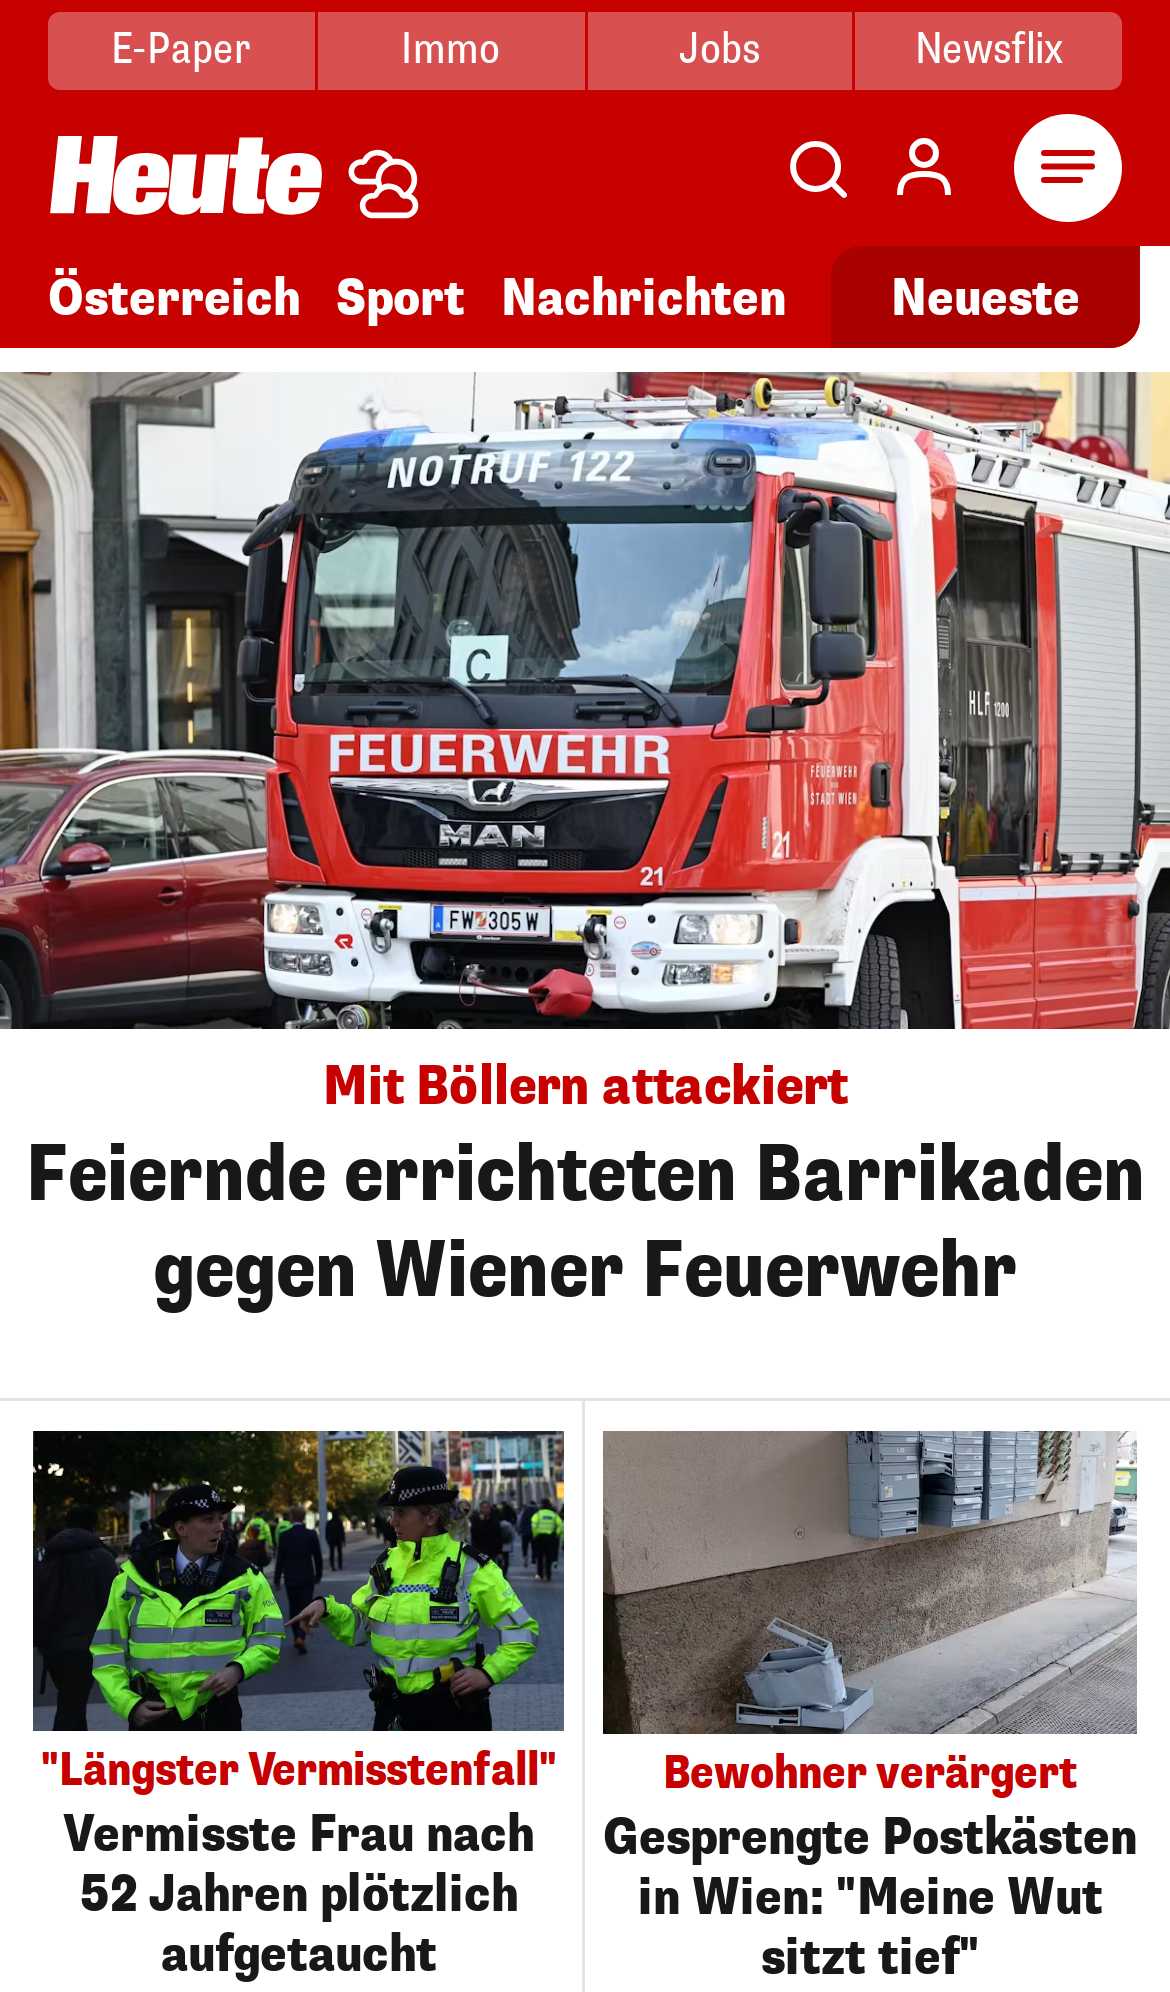 E-Paper
Immo
Jobs
Newsflix
Heute
Österreich
Sport
Nachrichten
Neueste
NOTRUF 122
C
FEUERWEHR
MAN
21
FW 305 W
HLF 1200
FEUERWEHR
STADT WIEN
21
Mit Böllern attackiert
Feiernde errichteten Barrikaden
gegen Wiener Feuerwehr
"Längster Vermisstenfall"
Vermisste Frau nach
52 Jahren plötzlich
aufgetaucht
Bewohner verärgert
Gesprengte Postkästen
in Wien: "Meine Wut
sitzt tief"